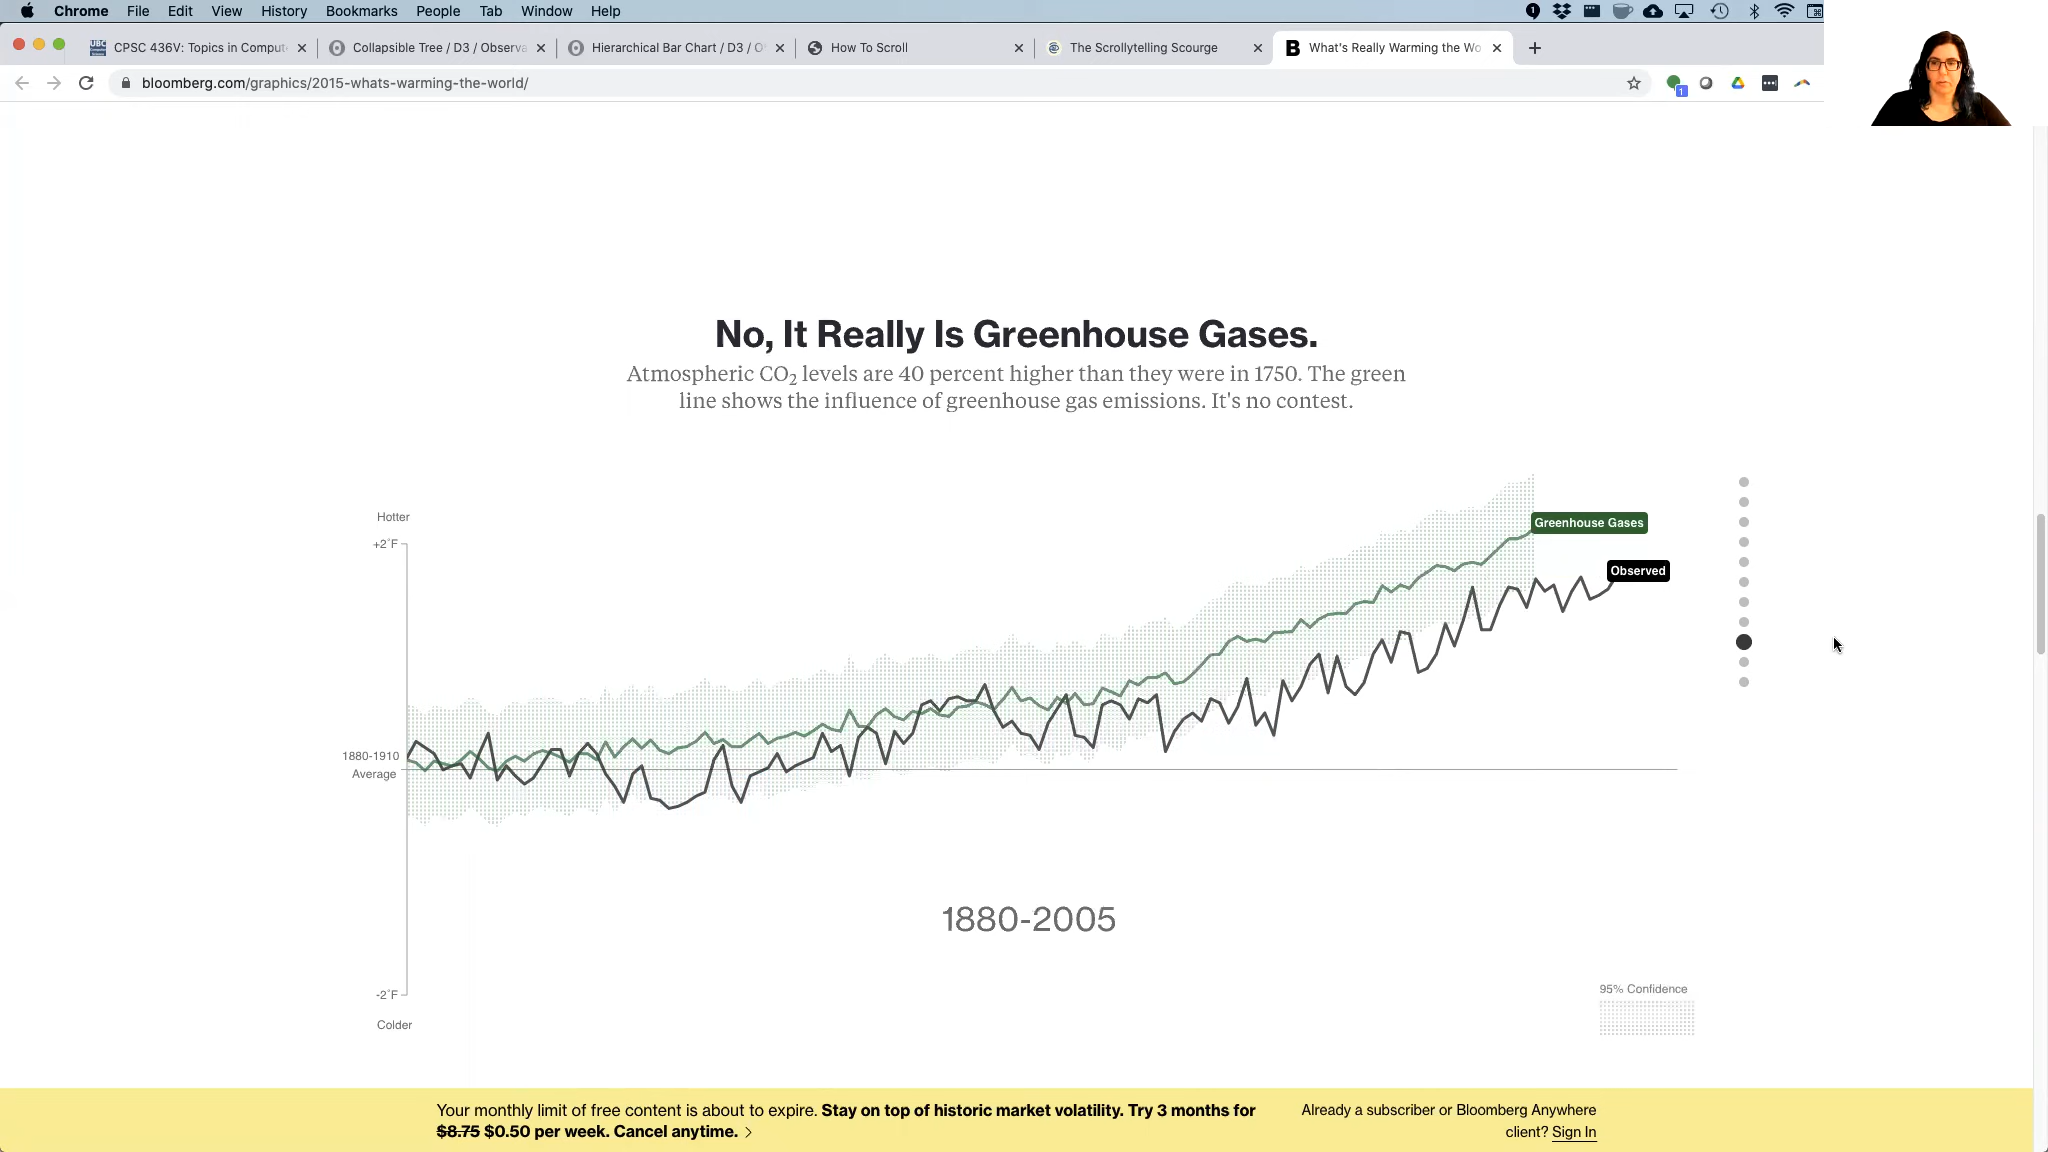 Chrome File Edit View History Bookmarks People Tab Window Help
CPSC 436V: Topics in Comput
Collapsible Tree / D3 / Observa
Hierarchical Bar Chart / D3 / O
How To Scroll
The Scrollytelling Scourge
What's Really Warming the Wo
bloomberg.com/graphics/2015-whats-warming-the-world/
No, It Really Is Greenhouse Gases.
Atmospheric CO2 levels are 40 percent higher than they were in 1750. The green
line shows the influence of greenhouse gas emissions. It's no contest.
Hotter
+2°F
Greenhouse Gases
Observed
1880-1910
Average
1880-2005
-2°F
Colder
95% Confidence
Your monthly limit of free content is about to expire. Stay on top of historic market volatility. Try 3 months for
$8.75 $0.50 per week. Cancel anytime. >
Already a subscriber or Bloomberg Anywhere
client? Sign In